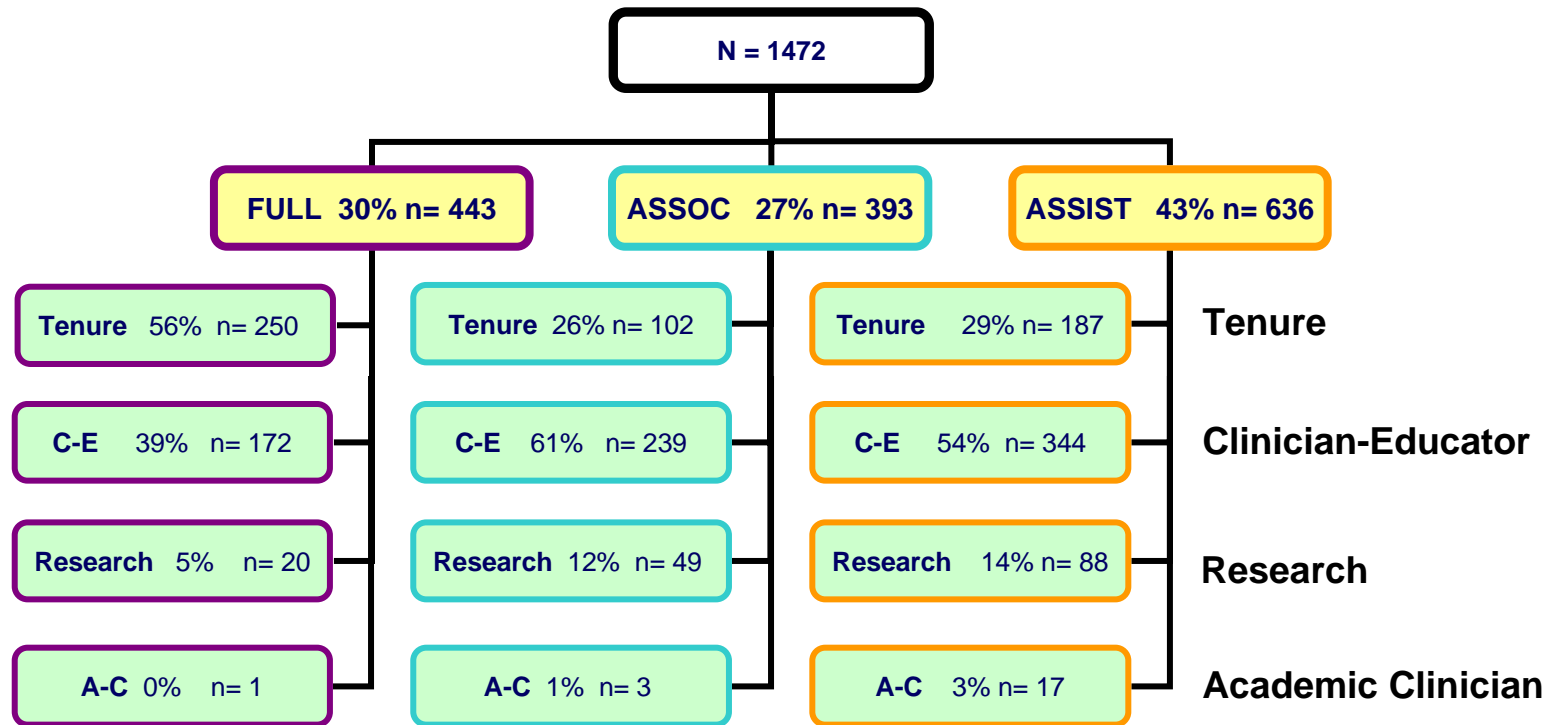 N = 1472
FULL 30% n= 443
ASSOC 27% n= 393
ASSIST 43% n= 636
Tenure 56% n= 250
Tenure 26% n= 102
Tenure 29% n= 187
Tenure
C-E 39% n= 172
C-E 61% n= 239
C-E 54% n= 344
Clinician-Educator
Research 5% n= 20
Research 12% n= 49
Research 14% n= 88
Research
A-C 0% n= 1
A-C 1% n= 3
A-C 3% n= 17
Academic Clinician